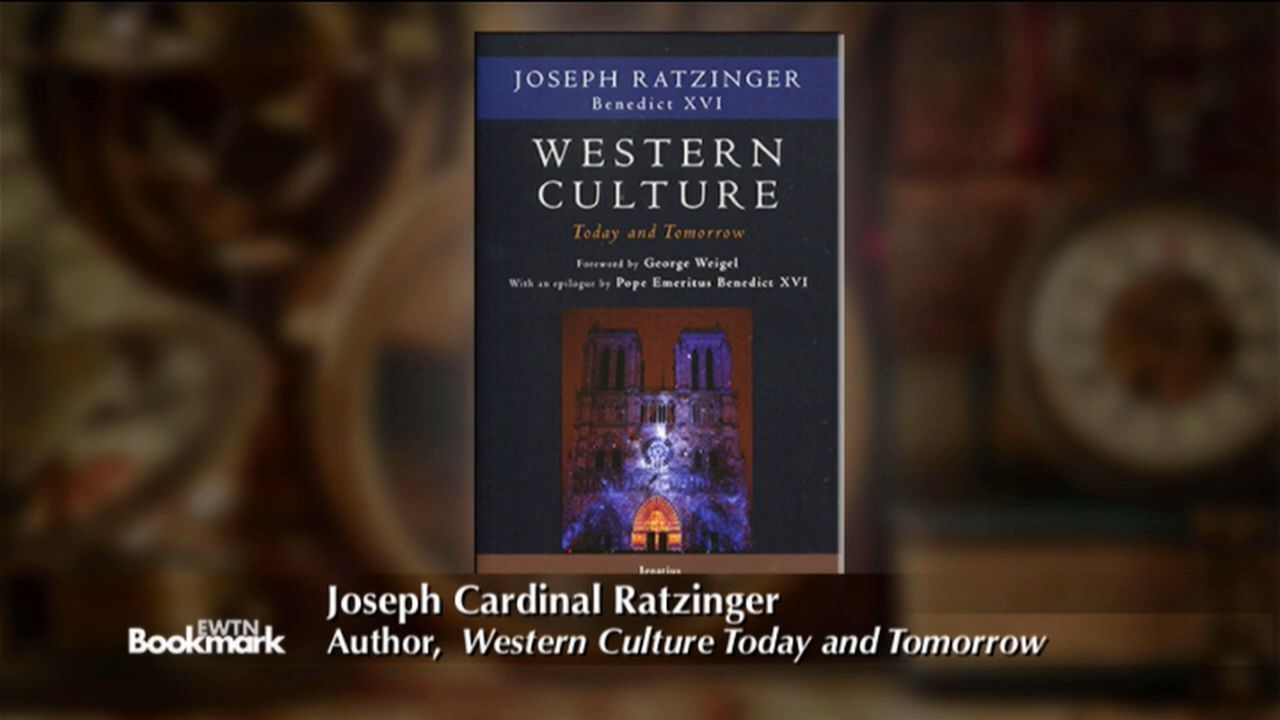 JOSEPH RATZINGER
Benedict XVI
WESTERN
CULTURE
Today and Tomorrow
Foreword by George Weigel
With an epilogue by Pope Emeritus Benedict XVI
Ignatius
Joseph Cardinal Ratzinger
EWTN
Bookmark
Author, Western Culture Today and Tomorrow